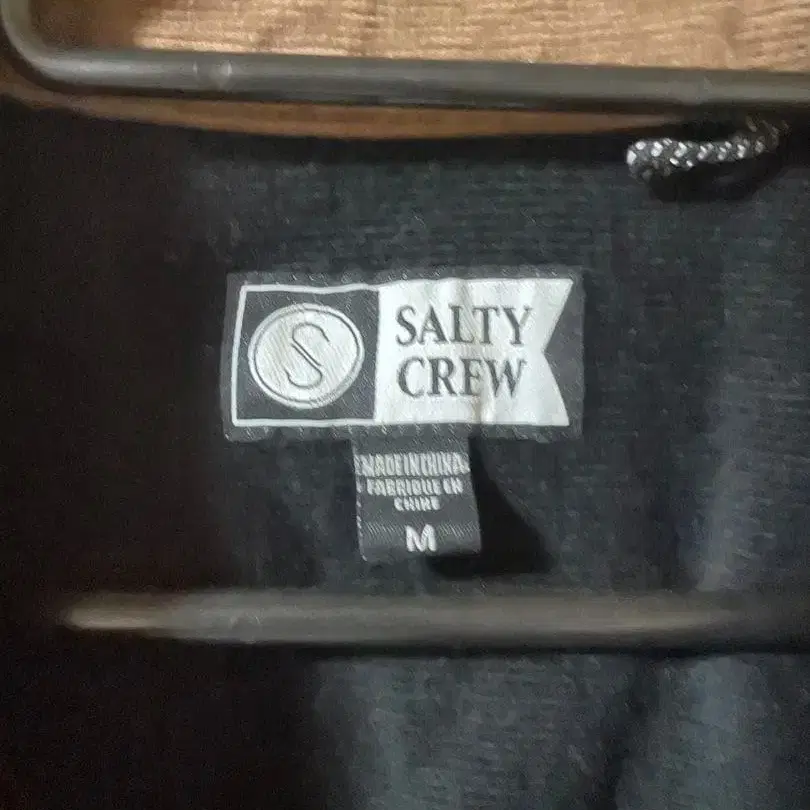 S
SALTY
CREW
MADE IN CHINA
FABRIQUE EN
CHINE
M